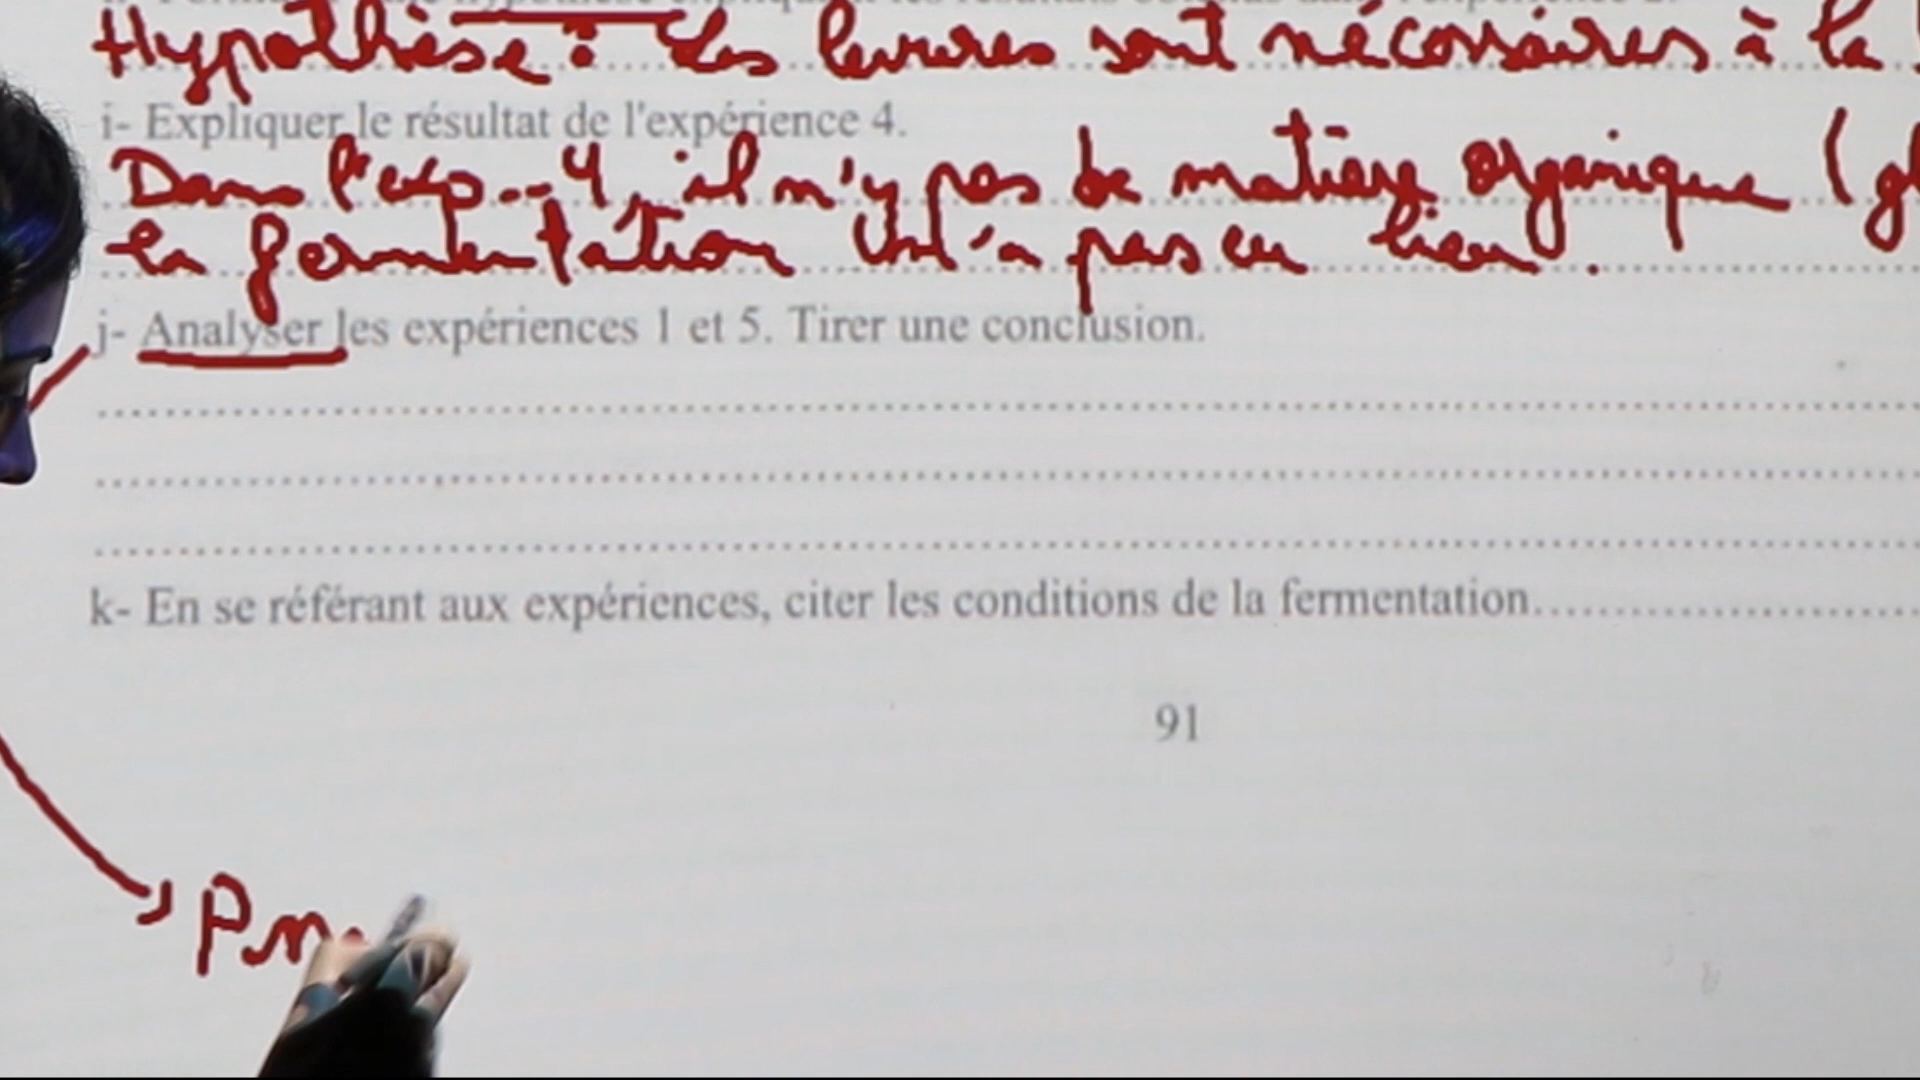 Hypothèse : Les levures sont nécessaires à la
i- Expliquer le résultat de l'expérience 4.
Dans l'exp..4, il n'y pas de matière organique (gl
la fermentation n'a pas eu lieu.
j- Analyser les expériences 1 et 5. Tirer une conclusion.
k- En se référant aux expériences, citer les conditions de la fermentation
91